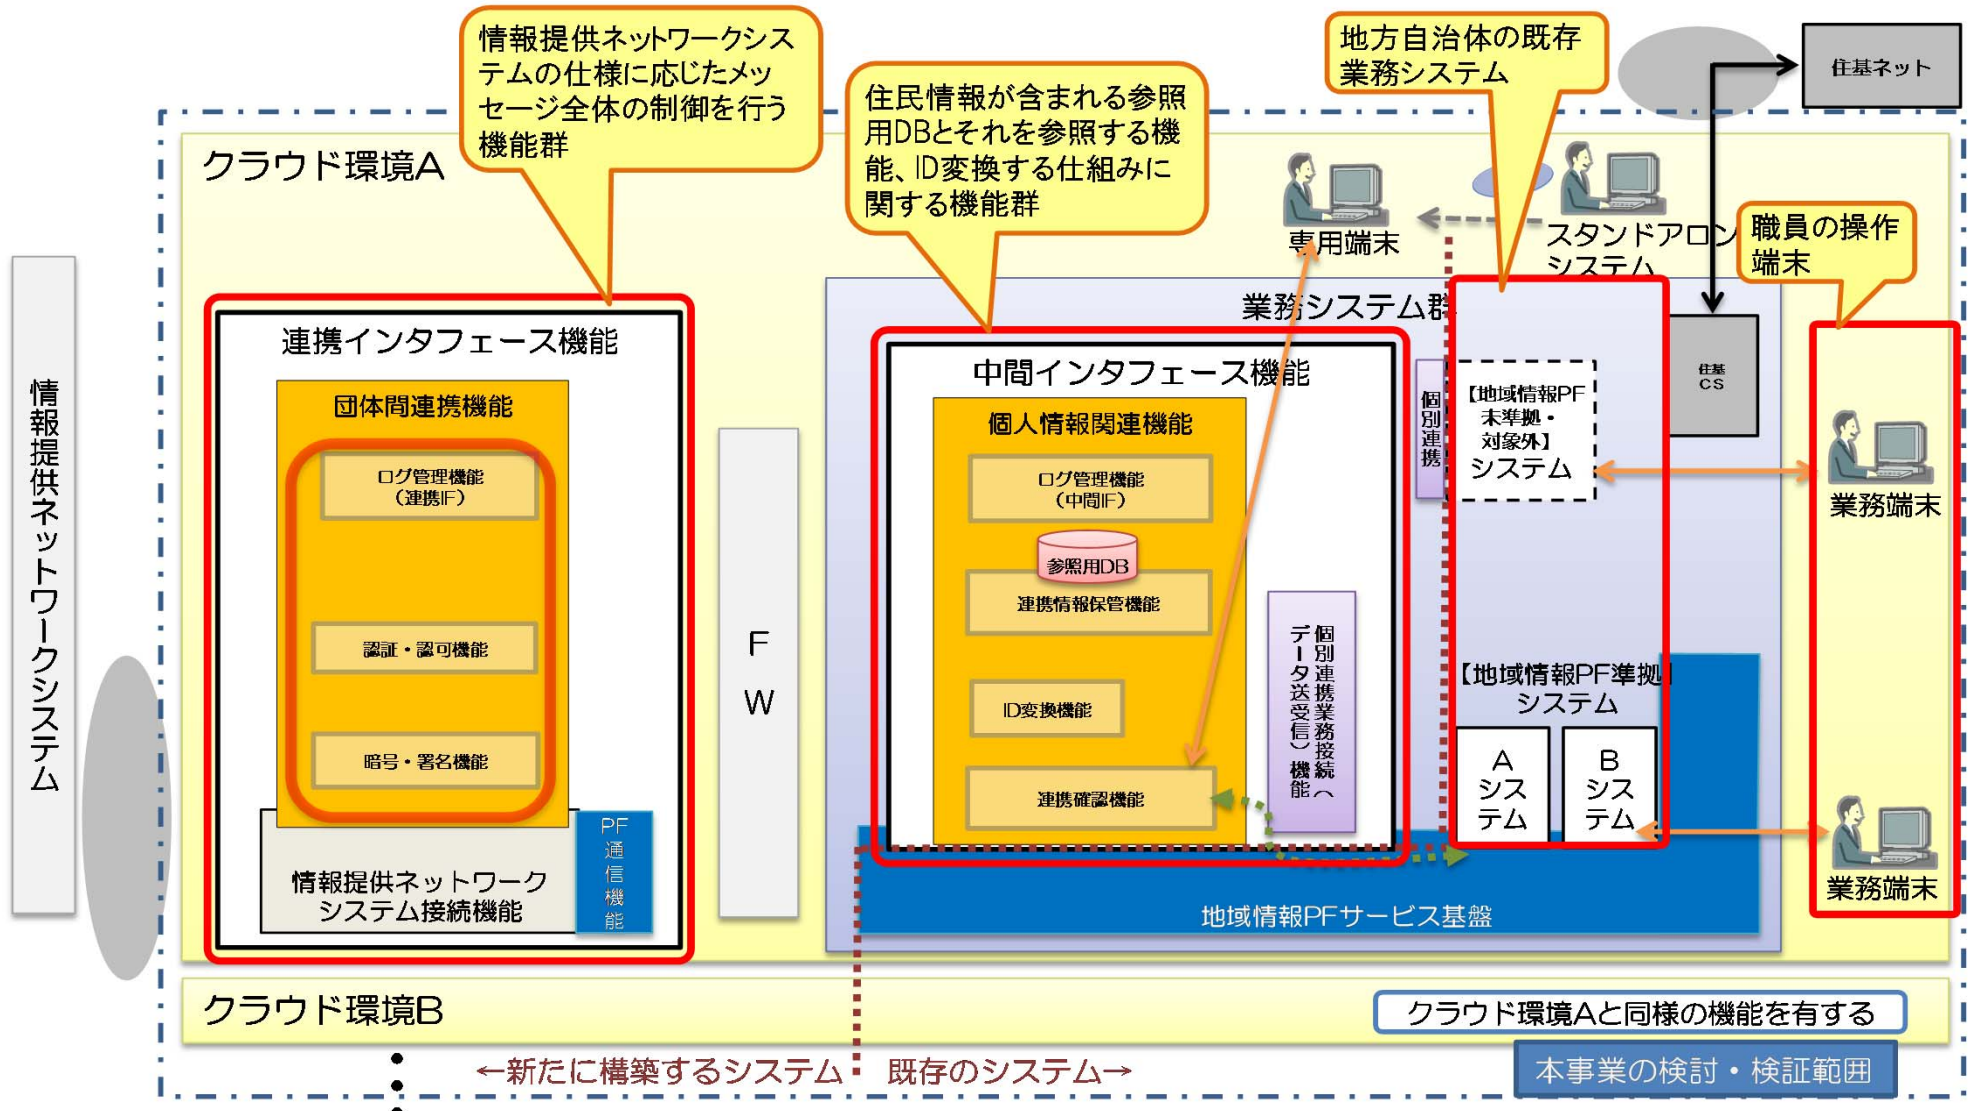 情報提供ネットワークシス
テムの仕様に応じたメッ
セージ全体の制御を行う
機能群
住民情報が含まれる参照
用DBとそれを参照する機
能、ID変換する仕組みに
関する機能群
地方自治体の既存
業務システム
住基ネット
クラウド環境A
専用端末
スタンドアロン
システム
職員の操作
端末
情報提供ネットワークシステム
連携インタフェース機能
団体間連携機能
ログ管理機能
（連携IF）
認証・認可機能
暗号・署名機能
情報提供ネットワーク
システム接続機能
PF
通
信
機
能
F
W
業務システム群
中間インタフェース機能
個人情報関連機能
ログ管理機能
（中間IF）
参照用DB
連携情報保管機能
ID変換機能
連携確認機能
個別連携業務接続（
データ送受信）機能
個別連携
【地域情報PF
未準拠・
対象外】
システム
住基
CS
業務端末
【地域情報PF準拠】
システム
A
シス
テム
B
シス
テム
業務端末
地域情報PFサービス基盤
クラウド環境B
クラウド環境Aと同様の機能を有する
←新たに構築するシステム
既存のシステム→
本事業の検討・検証範囲